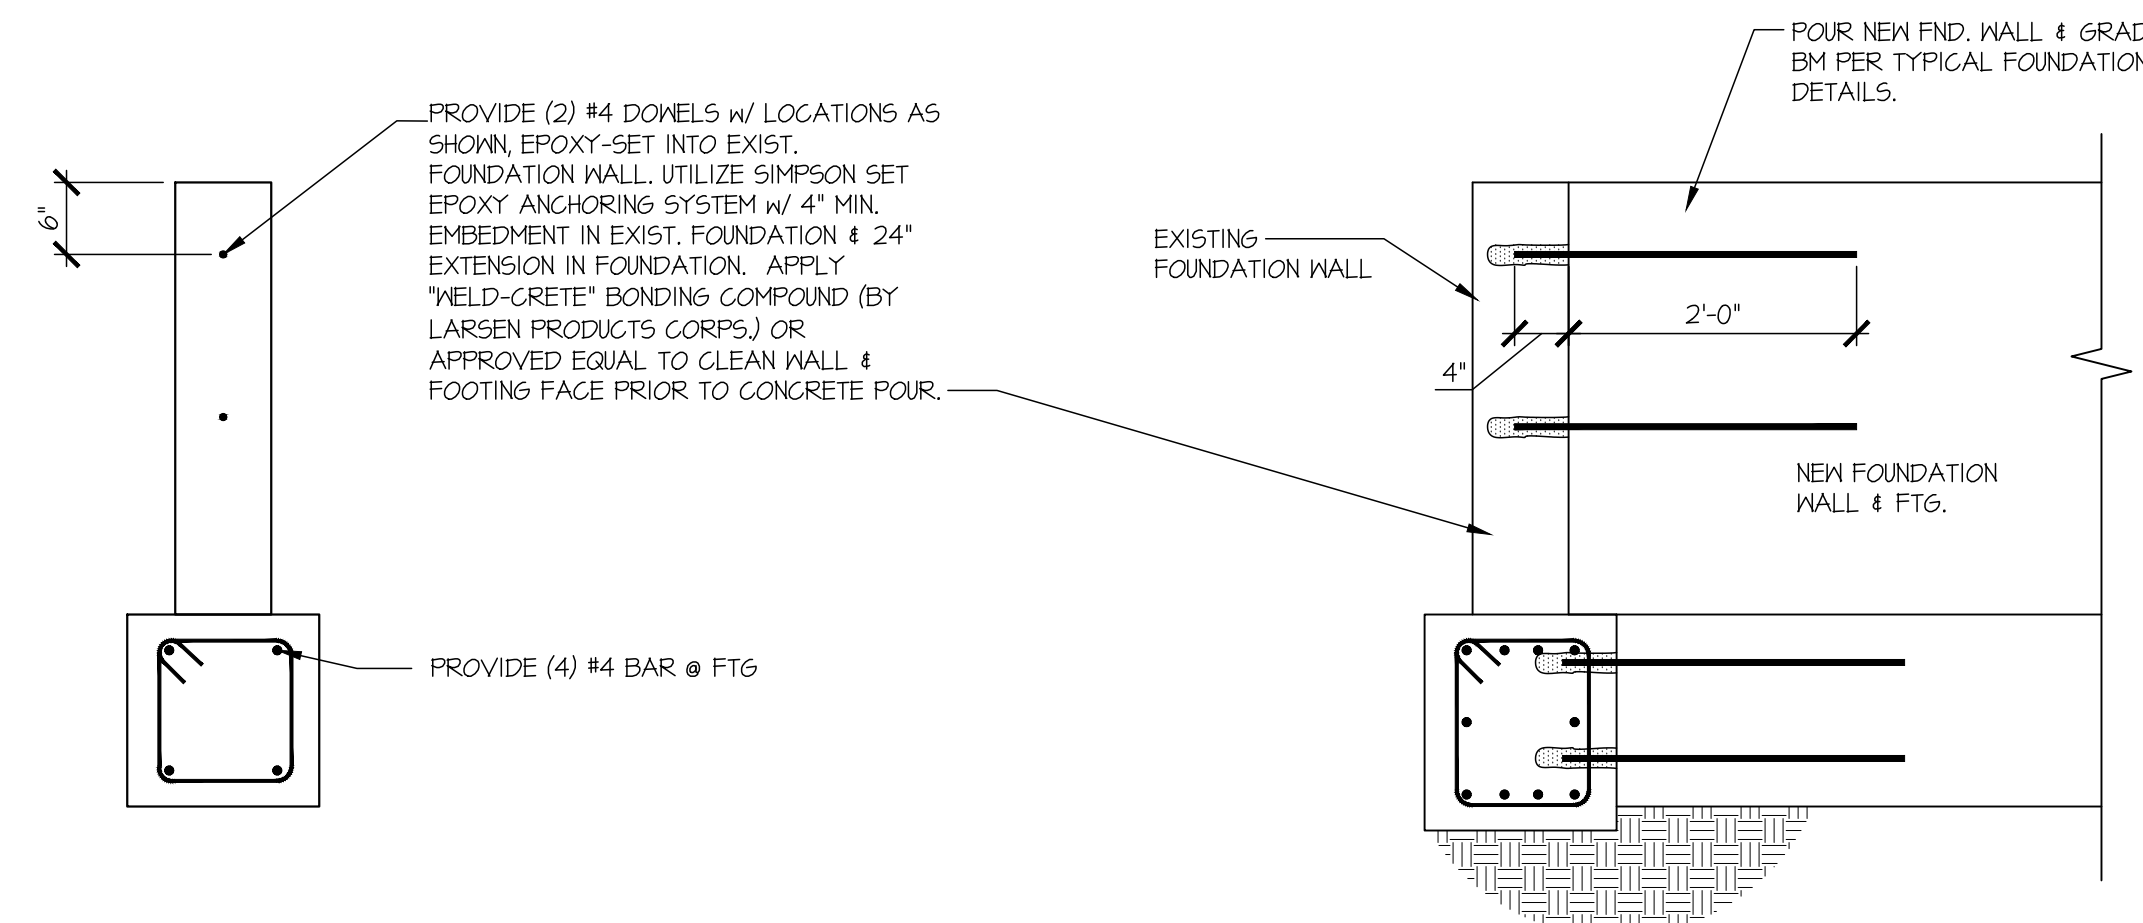 POUR NEW FND. WALL & GRAD
BM PER TYPICAL FOUNDATION
DETAILS.
PROVIDE (2) #4 DOWELS w/ LOCATIONS AS
SHOWN, EPOXY-SET INTO EXIST.
FOUNDATION WALL. UTILIZE SIMPSON SET
EPOXY ANCHORING SYSTEM w/ 4" MIN.
EMBEDMENT IN EXIST. FOUNDATION & 24"
EXTENSION IN FOUNDATION. APPLY
"WELD-CRETE" BONDING COMPOUND (BY
LARSEN PRODUCTS CORPS.) OR
APPROVED EQUAL TO CLEAN WALL &
FOOTING FACE PRIOR TO CONCRETE POUR.
6"
EXISTING
FOUNDATION WALL
2'-0"
4"
NEW FOUNDATION
WALL & FTG.
PROVIDE (4) #4 BAR @ FTG